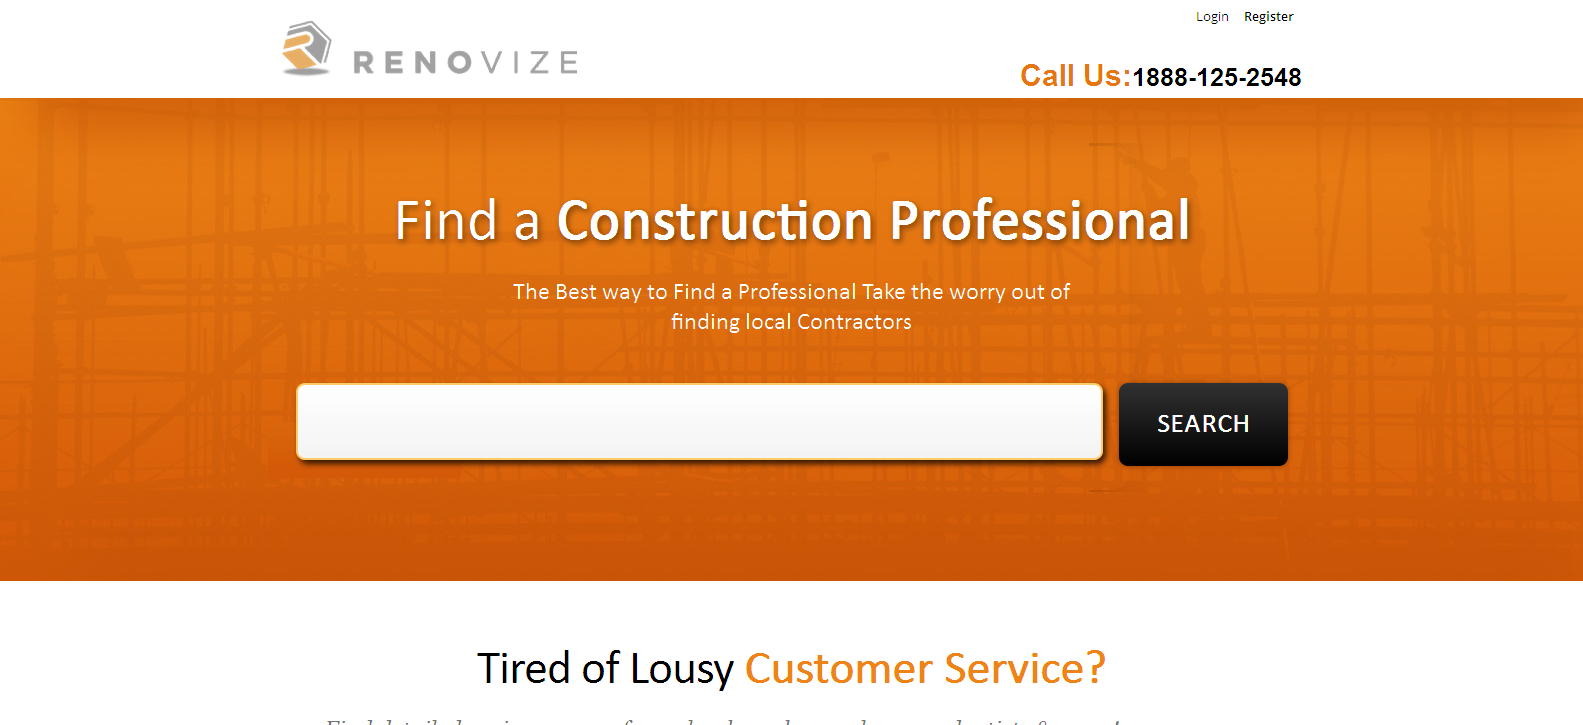 Login Register
RENOVIZE
Call Us:1888-125-2548
Find a Construction Professional
The Best way to Find a Professional Take the worry out of
finding local Contractors
SEARCH
Tired of Lousy Customer Service?